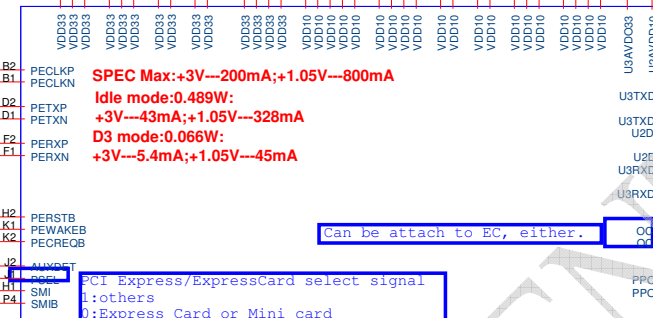 VDD33 VDD33 VDD33 VDD33 VDD33 VDD33 VDD33 VDD33 VDD33 VDD33 VDD33 VDD33 VDD10 VDD10 VDD10 VDD10 VDD10 VDD10 VDD10 VDD10 VDD10 VDD10 VDD10 VDD10 VDD10 VDD10 U3AVDD33
B2 PECLKP
B1 PECLKN
SPEC Max:+3V---200mA;+1.05V---800mA
Idle mode:0.489W:
+3V---43mA;+1.05V---328mA
D3 mode:0.066W:
+3V---5.4mA;+1.05V---45mA
D2 PETXP
D1 PETXN
F2 PERXP
F1 PERXN
U3TXD
U3TXD
U2D
U2D
U3RXD
U3RXD
H2 PERSTB
K1 PEWAKEB
K2 PECREQB
Can be attach to EC, either.
J2 AUXDET
J1 PSEL
H1 SMI
P4 SMIB
PCI Express/ExpressCard select signal
1:others
0:Express Card or Mini card
PPO
PPO